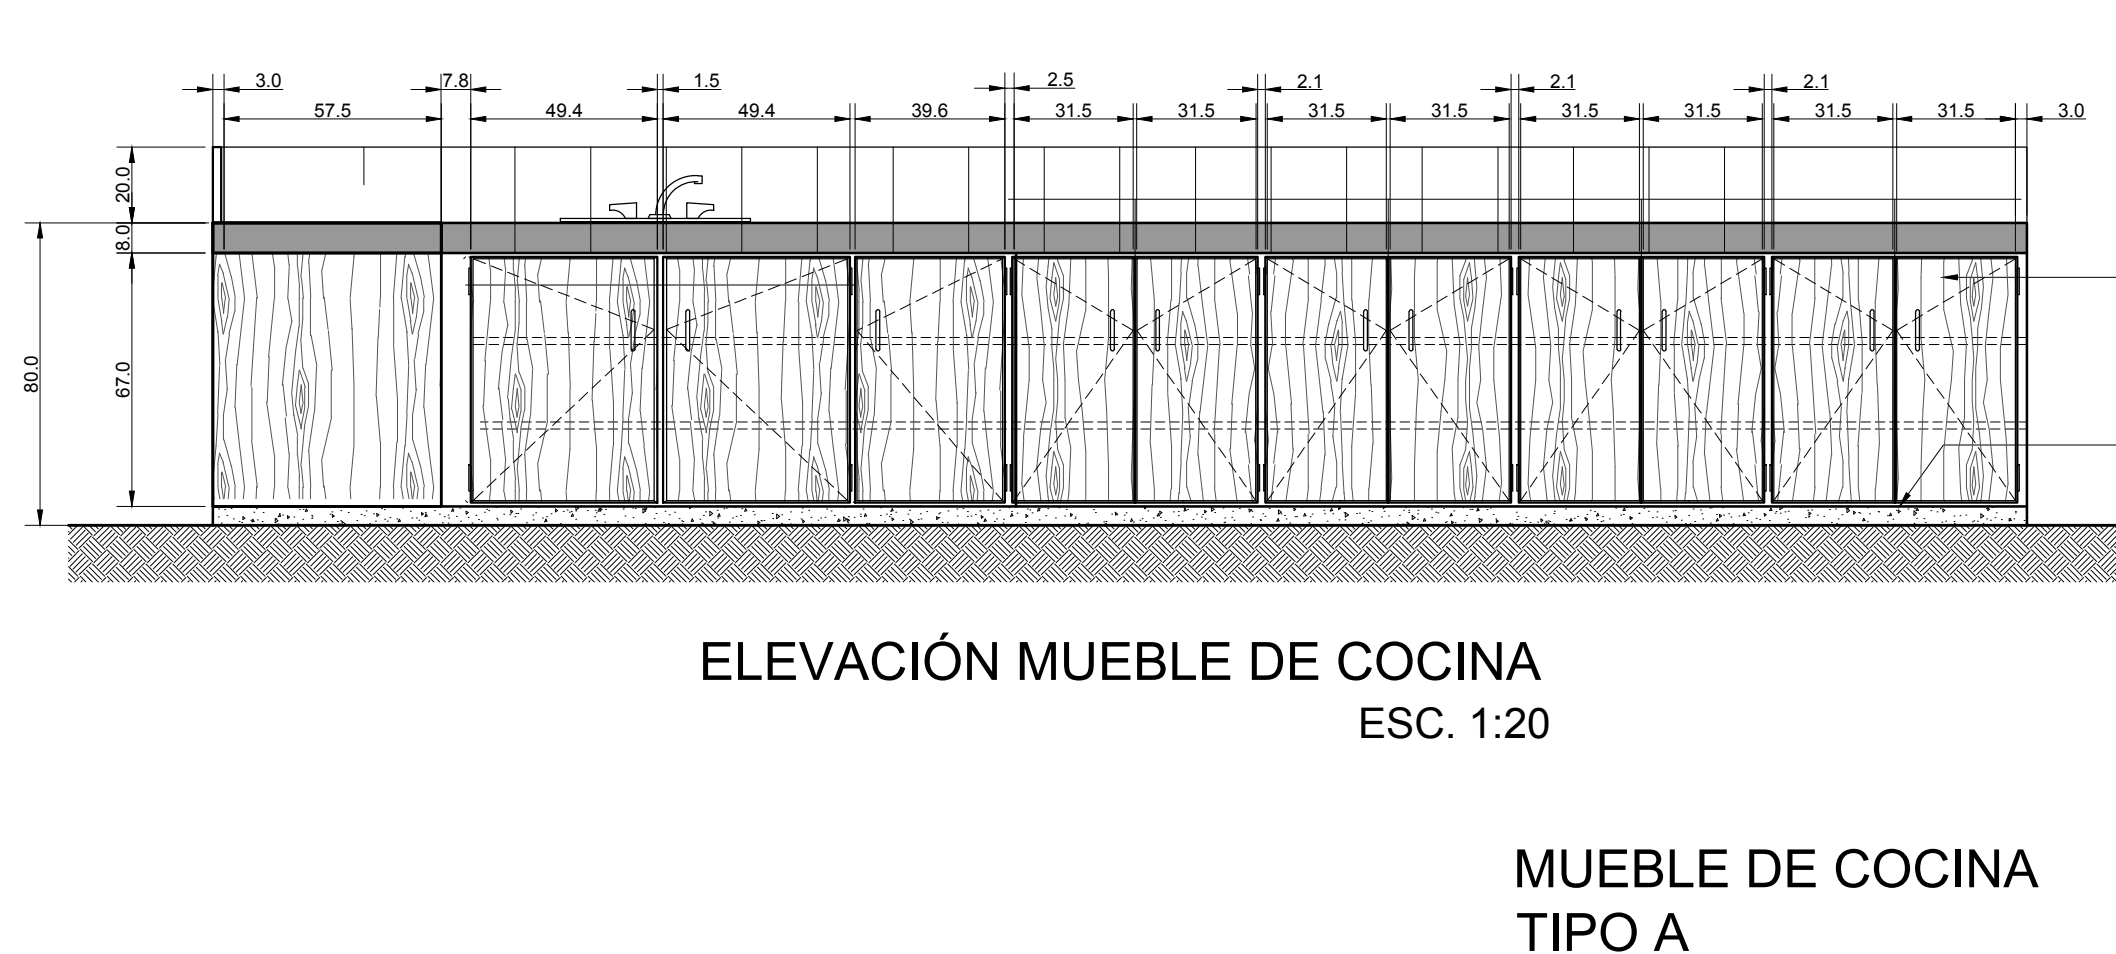 3.0 7.8 1.5 2.5 2.1 2.1 2.1
57.5 49.4 49.4 39.6 31.5 31.5 31.5 31.5 31.5 31.5 31.5 31.5 3.0
20.0
8.0
67.0
80.0
ELEVACIÓN MUEBLE DE COCINA
ESC. 1:20
MUEBLE DE COCINA
TIPO A